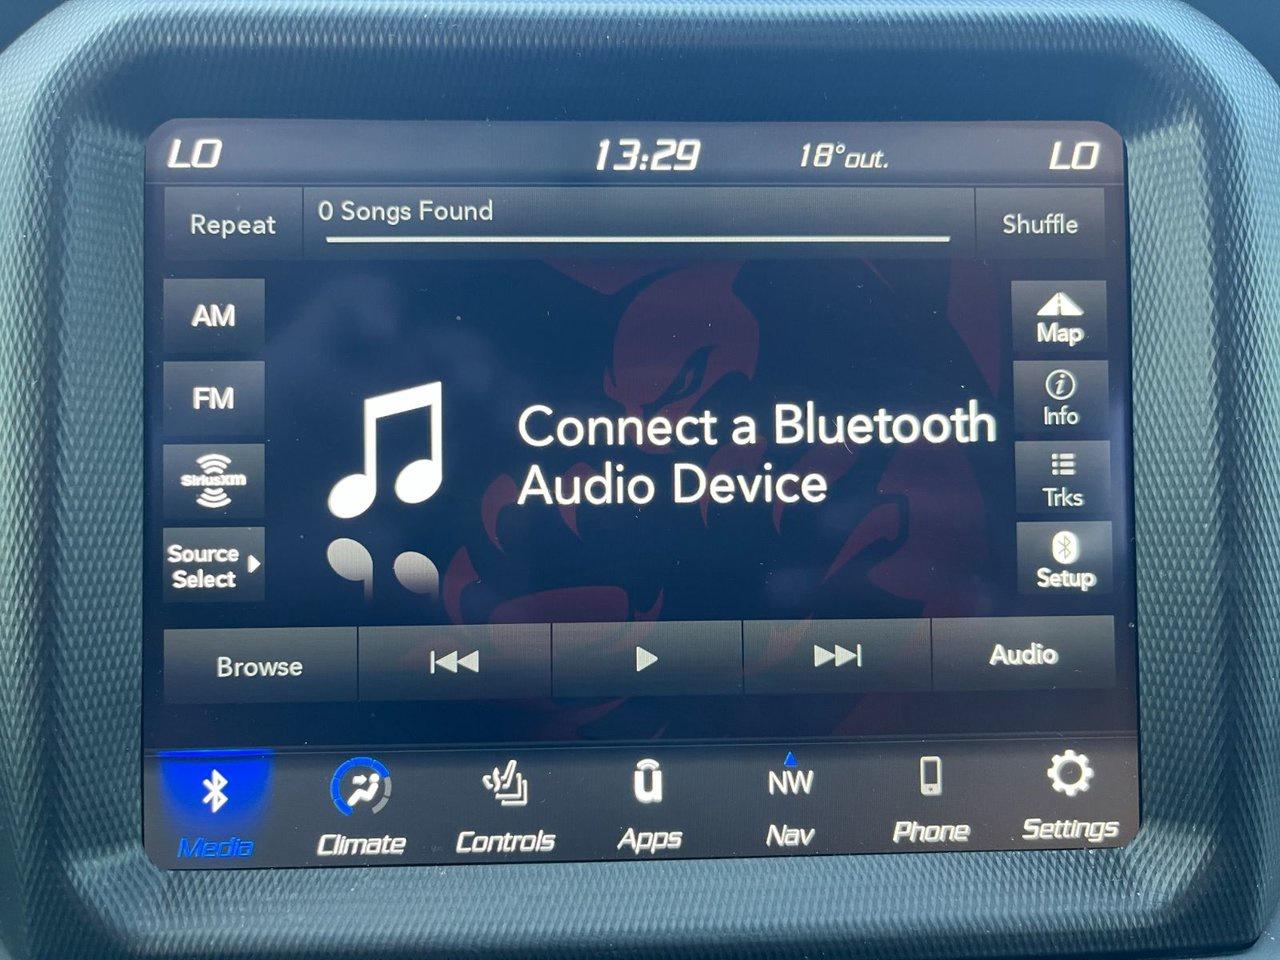 LO 13:29 18°out. LO
Repeat 0 Songs Found Shuffle
AM
FM
SiriusXM
Source
Select
Connect a Bluetooth
Audio Device
Map
Info
Trks
Setup
Browse Audio
Media Climate Controls Apps NW Nav Phone Settings